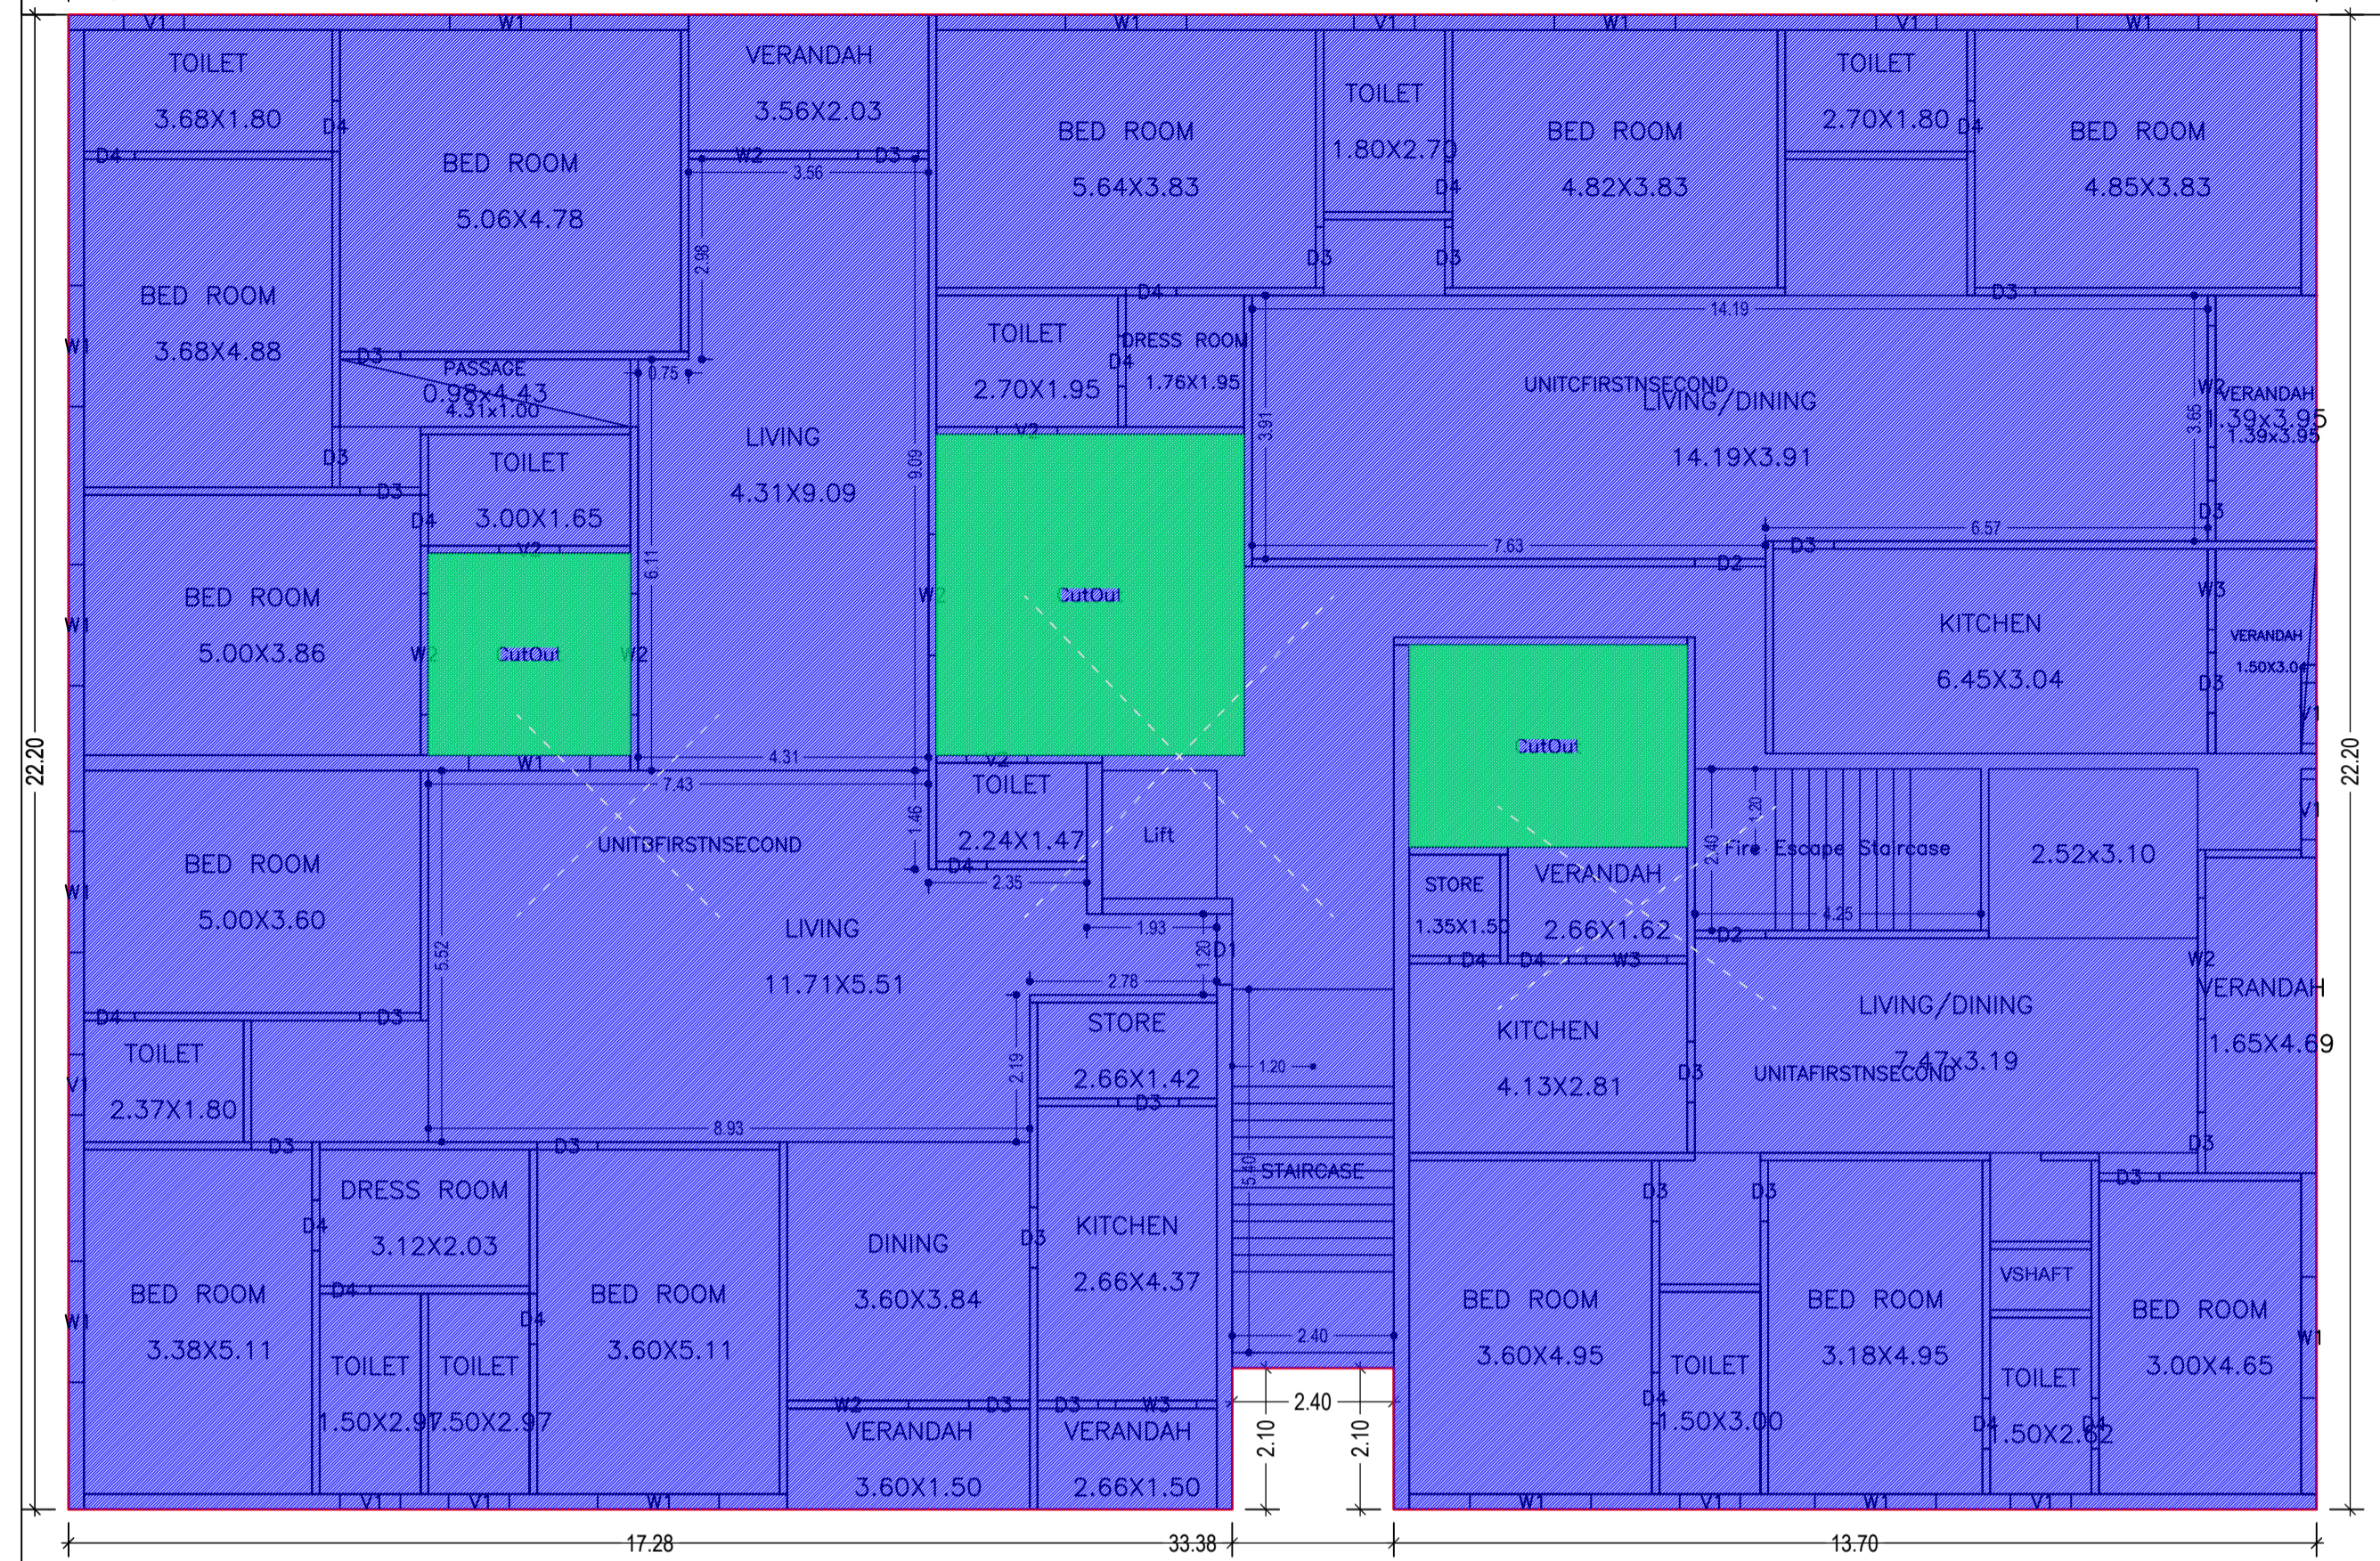 V1
W1
W1
V1
W1
V1
W1
TOILET
3.68X1.80
D4
D4
BED ROOM
5.06X4.78
VERANDAH
3.56X2.03
W2
D3
3.56
BED ROOM
5.64X3.83
TOILET
1.80X2.70
D4
BED ROOM
4.82X3.83
TOILET
2.70X1.80
D4
BED ROOM
4.85X3.83
2.98
D3
D3
BED ROOM
3.68X4.88
W1
D3
PASSAGE
0.98x4.43
4.31x1.00
0.75
D4
D3
14.19
TOILET
2.70X1.95
D4
DRESS ROOM
1.76X1.95
UNITCFIRSTNSECOND
LIVING/DINING
14.19X3.91
3.91
3.65
W2
VERANDAH
1.39x3.95
1.39x3.95
V2
LIVING
4.31X9.09
9.09
D3
TOILET
3.00X1.65
D3
D4
V2
6.11
D3
6.57
7.63
D3
D2
BED ROOM
5.00X3.86
W1
W2
CutOut
W2
W2
CutOut
KITCHEN
6.45X3.04
W3
VERANDAH
1.50X3.04
D3
V1
CutOut
22.20
22.20
W1
4.31
7.43
V2
TOILET
2.24X1.47
D4
1.46
Lift
2.35
UNITBFIRSTNSECOND
1.20
2.40
Fire Escape Staircase
2.52x3.10
V1
BED ROOM
5.00X3.60
W1
STORE
1.35X1.50
VERANDAH
2.66X1.62
4.25
D2
LIVING
11.71X5.51
5.52
1.93
1.20
D1
2.78
D4
D4
W3
W2
VERANDAH
1.65X4.69
D4
D3
TOILET
2.37X1.80
V1
STORE
2.66X1.42
2.19
D3
1.20
KITCHEN
4.13X2.81
D3
LIVING/DINING
7.47x3.19
UNITAFIRSTNSECOND
8.93
D3
D3
D3
D3
STAIRCASE
5.40
DRESS ROOM
3.12X2.03
D4
D4
D3
D3
D3
BED ROOM
3.38X5.11
W1
BED ROOM
3.60X5.11
D4
DINING
3.60X3.84
D3
KITCHEN
2.66X4.37
2.40
BED ROOM
3.60X4.95
BED ROOM
3.18X4.95
VSHAFT
BED ROOM
3.00X4.65
W1
TOILET
1.50X2.97
TOILET
1.50X2.97
W2
D3
D3
W3
2.40
D4
TOILET
1.50X3.00
TOILET
1.50X2.62
D4
D4
VERANDAH
3.60X1.50
VERANDAH
2.66X1.50
2.10
2.10
V1
V1
W1
W1
V1
W1
V1
17.28
33.38
13.70